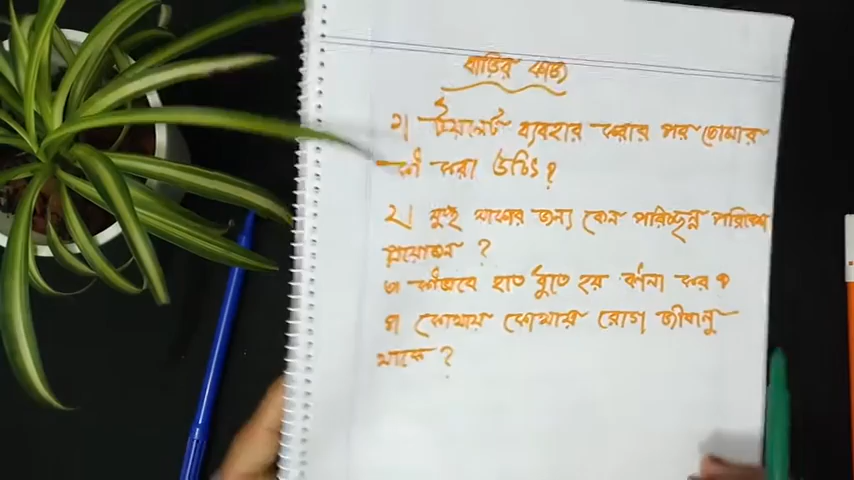 বাড়ির কাজ
১। টয়লেট ব্যবহার করার পর তোমার
কী করা উচিৎ?
২। সুস্থ থাকার জন্য কেন পরিচ্ছন্ন পরিবেশ
প্রয়োজন ?
৩। কীভাবে হাত ধুতে হয় বর্ণনা কর ?
৪। কোথায় কোথায় রোগ জীবানু
থাকে ?